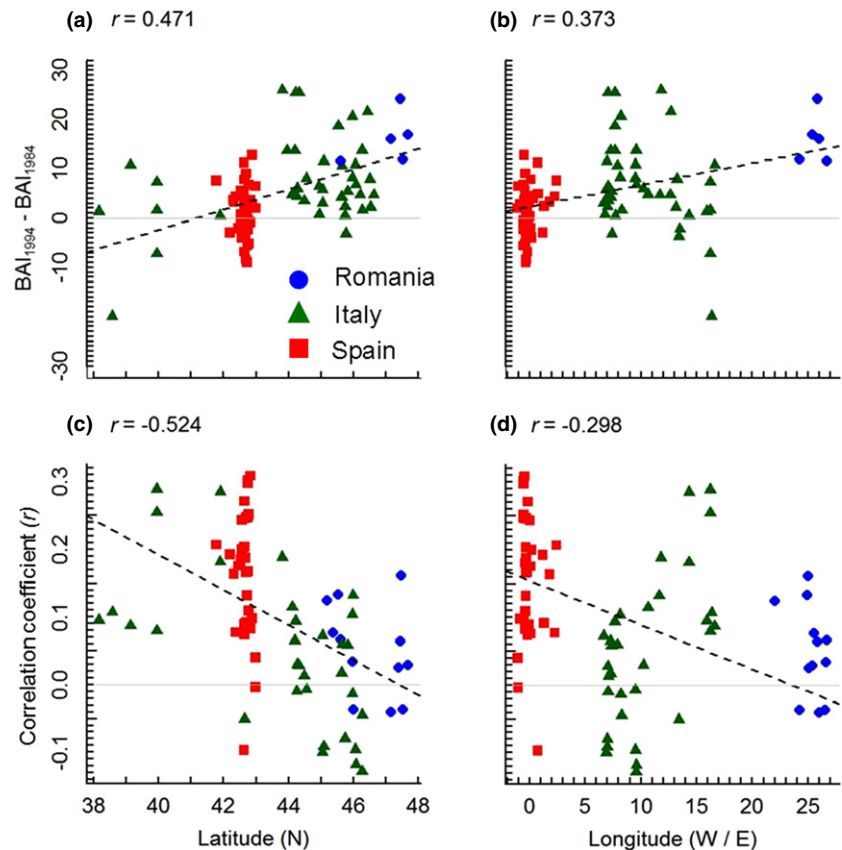 (a) r = 0.471
(b) r = 0.373
BAI1994 - BAI1984
30
20
10
0
-10
-30
Romania
Italy
Spain
(c) r = -0.524
(d) r = -0.298
Correlation coefficient (r)
0.3
0.2
0.1
0.0
-0.1
38 40 42 44 46 48
0 5 10 15 20 25
Latitude (N)
Longitude (W / E)